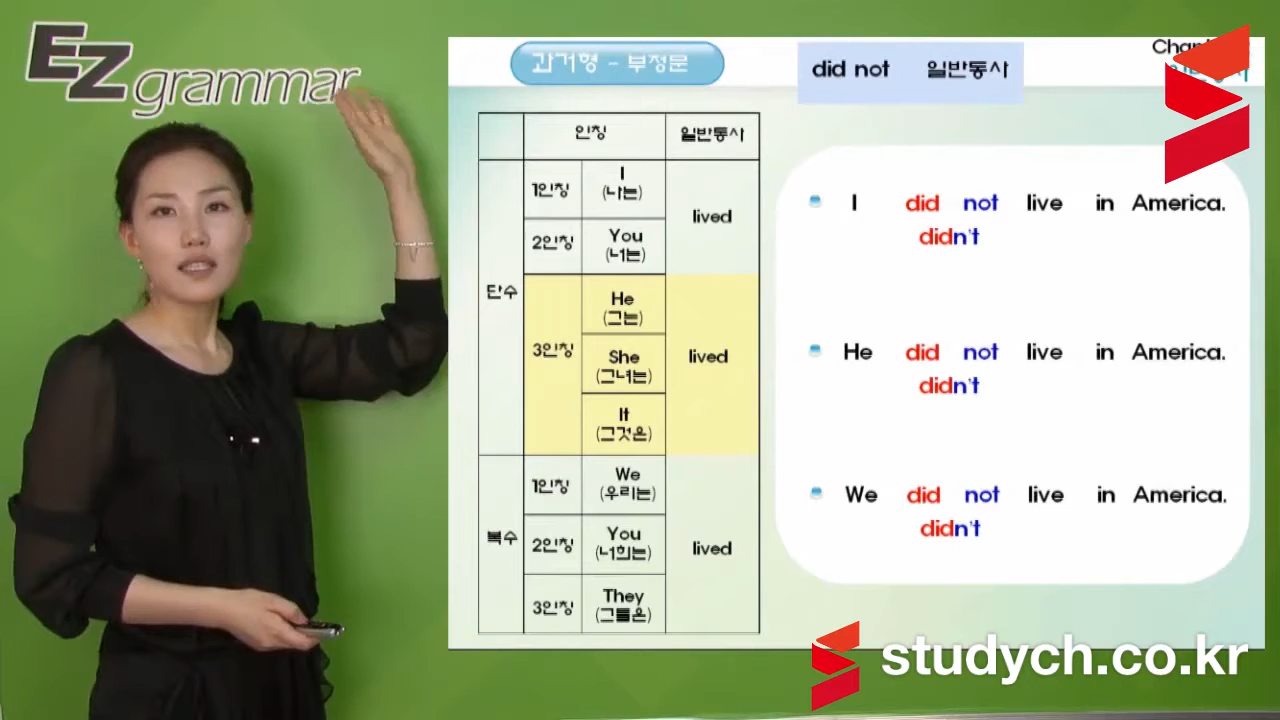 EZ grammar
과거형 - 부정문
did not 일반동사
인칭 일반동사
단수
1인칭
I
(나는)
lived
2인칭
You
(너는)
3인칭
He
(그는)
She
(그녀는)
lived
It
(그것은)
복수
1인칭
We
(우리는)
2인칭
You
(너희는)
lived
3인칭
They
(그들은)
I did not live in America.
didn't
He did not live in America.
didn't
We did not live in America.
didn't
studych.co.kr